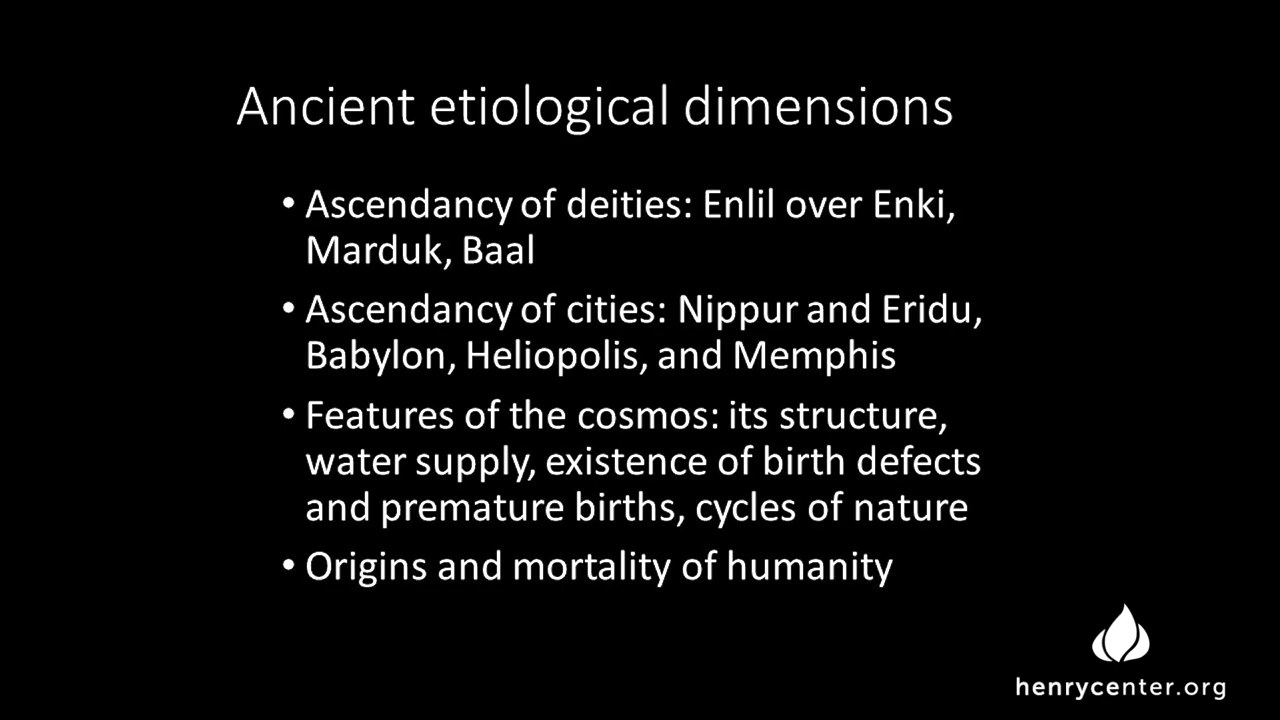 Ancient etiological dimensions
• Ascendancy of deities: Enlil over Enki,
Marduk, Baal
• Ascendancy of cities: Nippur and Eridu,
Babylon, Heliopolis, and Memphis
• Features of the cosmos: its structure,
water supply, existence of birth defects
and premature births, cycles of nature
• Origins and mortality of humanity
henrycenter.org